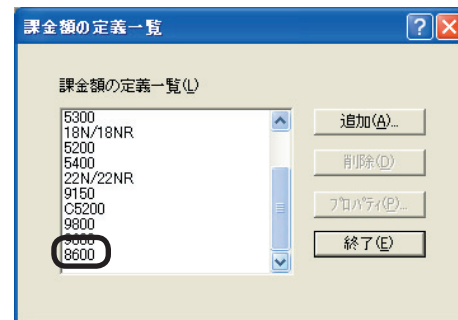 課金額の定義一覧
課金額の定義一覧(L)
5300
18N/18NR
5200
5400
22N/22NR
9150
C5200
9800
8600
追加(A)...
削除(D)
プロパティ(P)...
終了(E)